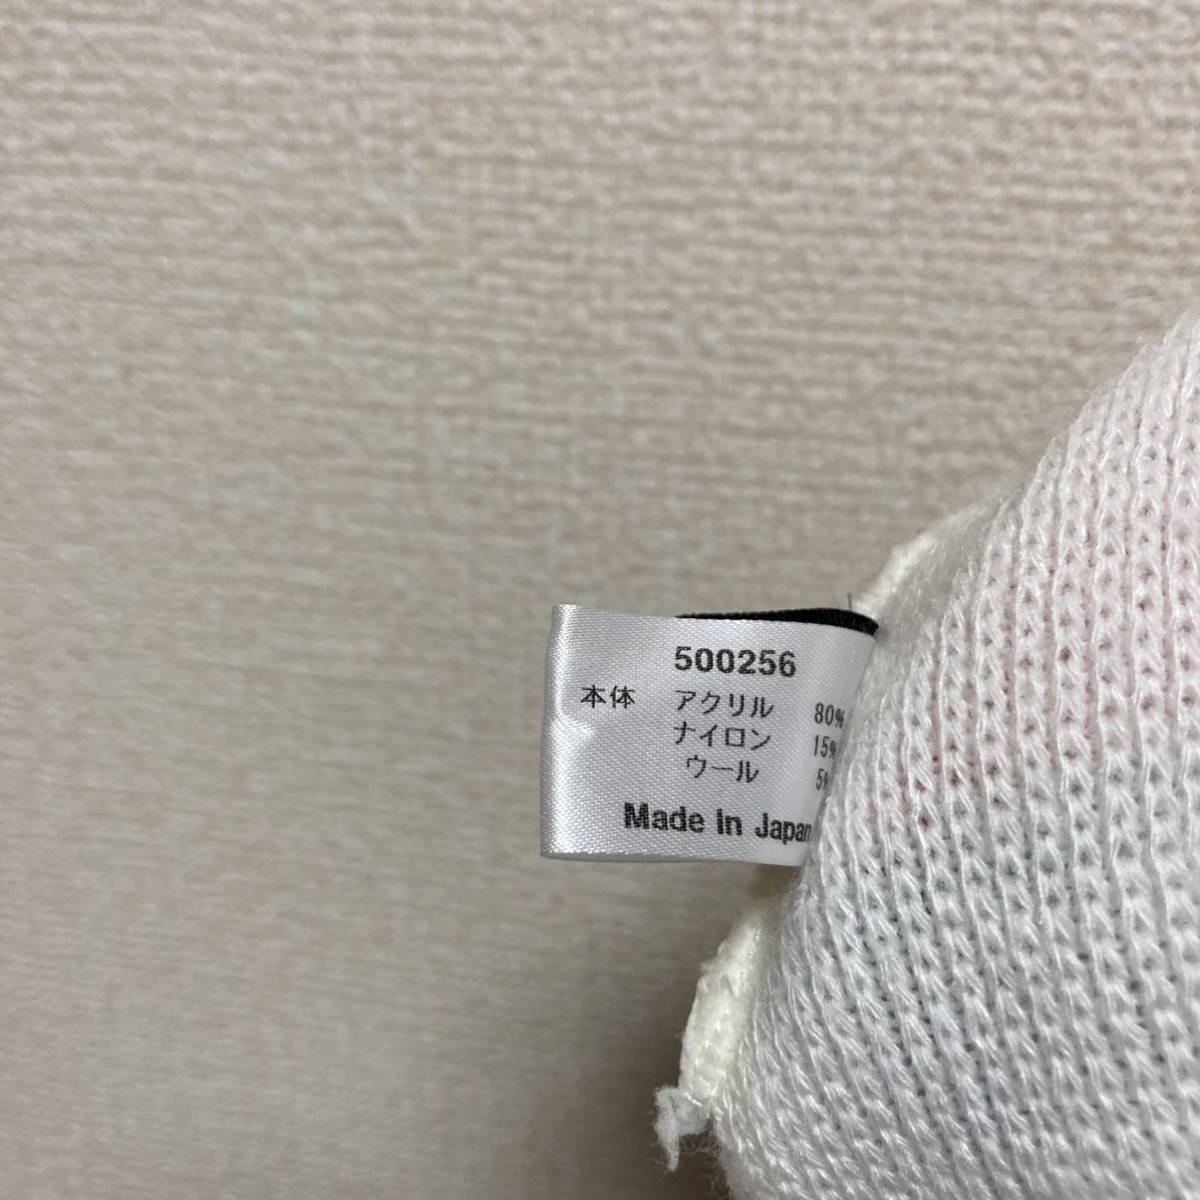 500256
本体 アクリル 80%
ナイロン 15%
ウール 5%
Made In Japan